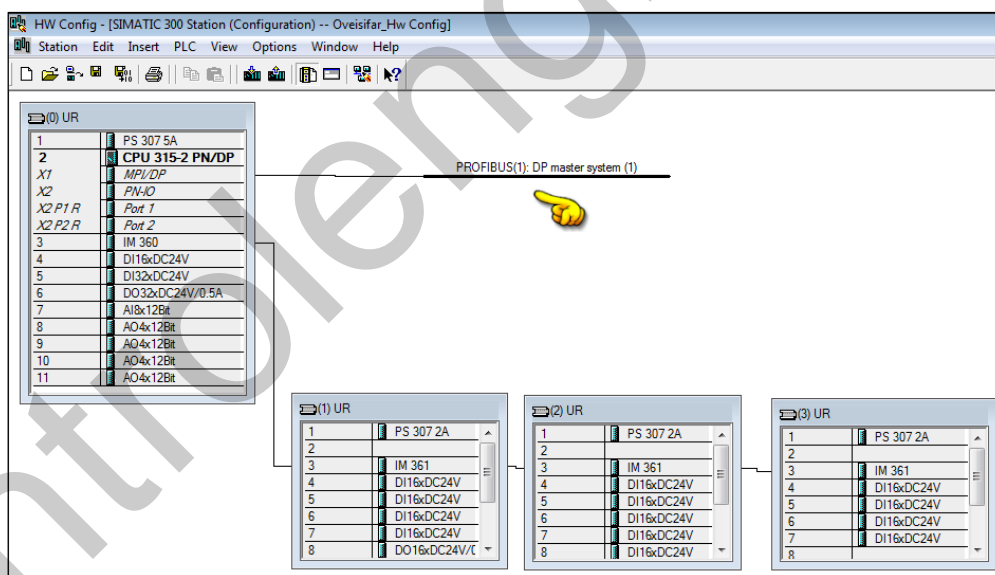 HW Config - [SIMATIC 300 Station (Configuration) -- Oveisifar_Hw Config]
Station Edit Insert PLC View Options Window Help
(0) UR
1 PS 307 5A
2 CPU 315-2 PN/DP
X1 MPI/DP
X2 PN-IO
X2 P1 R Port 1
X2 P2 R Port 2
3 IM 360
4 DI16xDC24V
5 DI32xDC24V
6 DO32xDC24V/0.5A
7 AI8x12Bit
8 AO4x12Bit
9 AO4x12Bit
10 AO4x12Bit
11 AO4x12Bit
PROFIBUS(1): DP master system (1)
(1) UR
1 PS 307 2A
2
3 IM 361
4 DI16xDC24V
5 DI16xDC24V
6 DI16xDC24V
7 DI16xDC24V
8 DO16xDC24V/0
(2) UR
1 PS 307 2A
2
3 IM 361
4 DI16xDC24V
5 DI16xDC24V
6 DI16xDC24V
7 DI16xDC24V
8 DI16xDC24V
(3) UR
1 PS 307 2A
2
3 IM 361
4 DI16xDC24V
5 DI16xDC24V
6 DI16xDC24V
7 DI16xDC24V
8
ntroleng